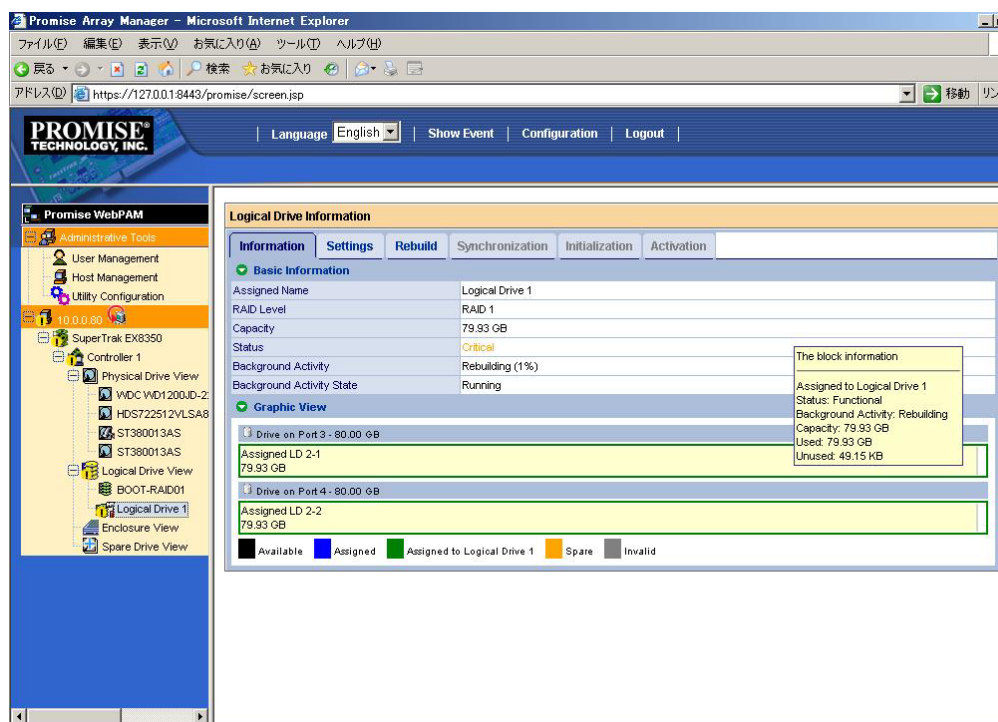 Promise Array Manager - Microsoft Internet Explorer
ファイル(F) 編集(E) 表示(V) お気に入り(A) ツール(T) ヘルプ(H)
戻る 検索 お気に入り
アドレス(D) https://127.0.0.1:8443/promise/screen.jsp 移動 リン
PROMISE®
TECHNOLOGY, INC.
| Language English | Show Event | Configuration | Logout |
Promise WebPAM
Administrative Tools
User Management
Host Management
Utility Configuration
10.0.0.80
SuperTrak EX8350
Controller 1
Physical Drive View
WDC WD1200JD-2
HDS722512VLSA8
ST380013AS
ST380013AS
Logical Drive View
BOOT-RAID01
Logical Drive 1
Enclosure View
Spare Drive View
Logical Drive Information
Information Settings Rebuild Synchronization Initialization Activation
Basic Information
Assigned Name Logical Drive 1
RAID Level RAID 1
Capacity 79.93 GB
Status Critical
Background Activity Rebuilding (1%)
Background Activity State Running
Graphic View
Drive on Port 3 - 80.00 GB
Assigned LD 2-1
79.93 GB
Drive on Port 4 - 80.00 GB
Assigned LD 2-2
79.93 GB
Available Assigned Assigned to Logical Drive 1 Spare Invalid
The block information
Assigned to Logical Drive 1
Status: Functional
Background Activity: Rebuilding
Capacity: 79.93 GB
Used: 79.93 GB
Unused: 49.15 KB